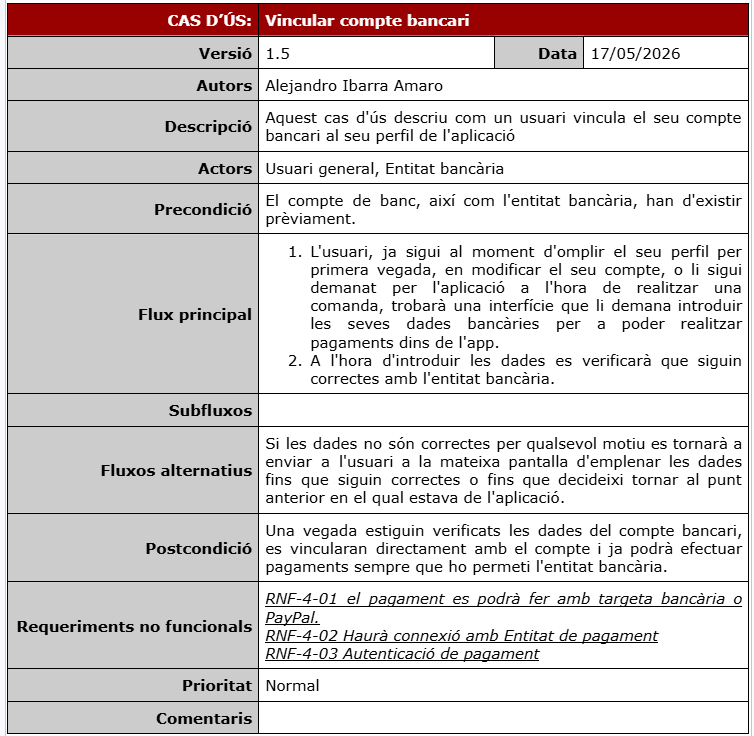 CAS D’ÚS: Vincular compte bancari
Versió 1.5 Data 17/05/2026
Autors Alejandro Ibarra Amaro
Descripció
Aquest cas d'ús descriu com un usuari vincula el seu compte
bancari al seu perfil de l'aplicació
Actors Usuari general, Entitat bancària
Precondició
El compte de banc, així com l'entitat bancària, han d'existir
prèviament.
Flux principal
1. L'usuari, ja sigui al moment d'omplir el seu perfil per
primera vegada, en modificar el seu compte, o li sigui
demanat per l'aplicació a l'hora de realitzar una
comanda, trobarà una interfície que li demana introduir
les seves dades bancàries per a poder realitzar
pagaments dins de l'app.
2. A l'hora d'introduir les dades es verificarà que siguin
correctes amb l'entitat bancària.
Subfluxos
Fluxos alternatius
Si les dades no són correctes per qualsevol motiu es tornarà a
enviar a l'usuari a la mateixa pantalla d'emplenar les dades
fins que siguin correctes o fins que decideixi tornar al punt
anterior en el qual estava de l'aplicació.
Postcondició
Una vegada estiguin verificats les dades del compte bancari,
es vincularan directament amb el compte i ja podrà efectuar
pagaments sempre que ho permeti l'entitat bancària.
Requeriments no funcionals
RNF-4-01 el pagament es podrà fer amb targeta bancària o
PayPal.
RNF-4-02 Haurà connexió amb Entitat de pagament
RNF-4-03 Autenticació de pagament
Prioritat Normal
Comentaris